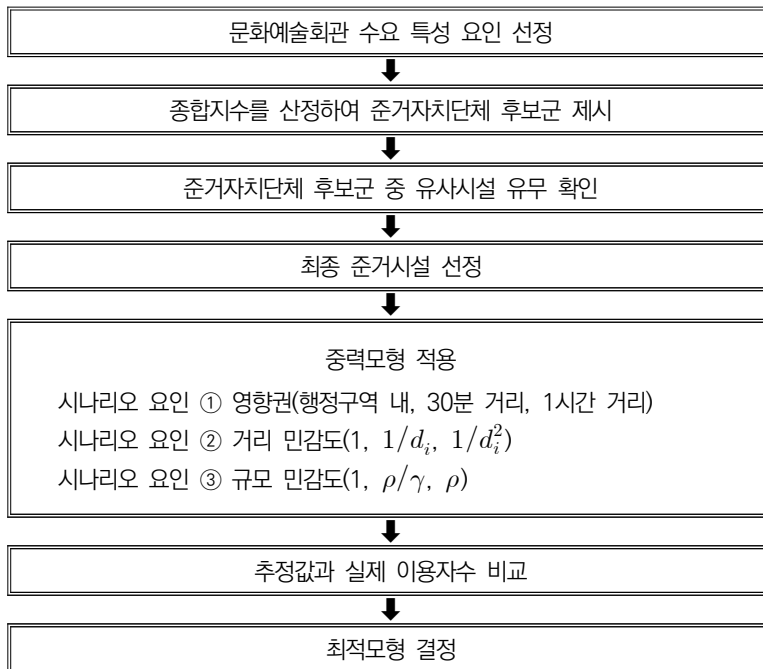 문화예술회관 수요 특성 요인 선정
종합지수를 산정하여 준거자치단체 후보군 제시
준거자치단체 후보군 중 유사시설 유무 확인
최종 준거시설 선정
중력모형 적용
시나리오 요인 ① 영향권(행정구역 내, 30분 거리, 1시간 거리)
시나리오 요인 ② 거리 민감도(1, 1/d_i, 1/d_i^2)
시나리오 요인 ③ 규모 민감도(1, ρ/γ, ρ)
추정값과 실제 이용자수 비교
최적모형 결정